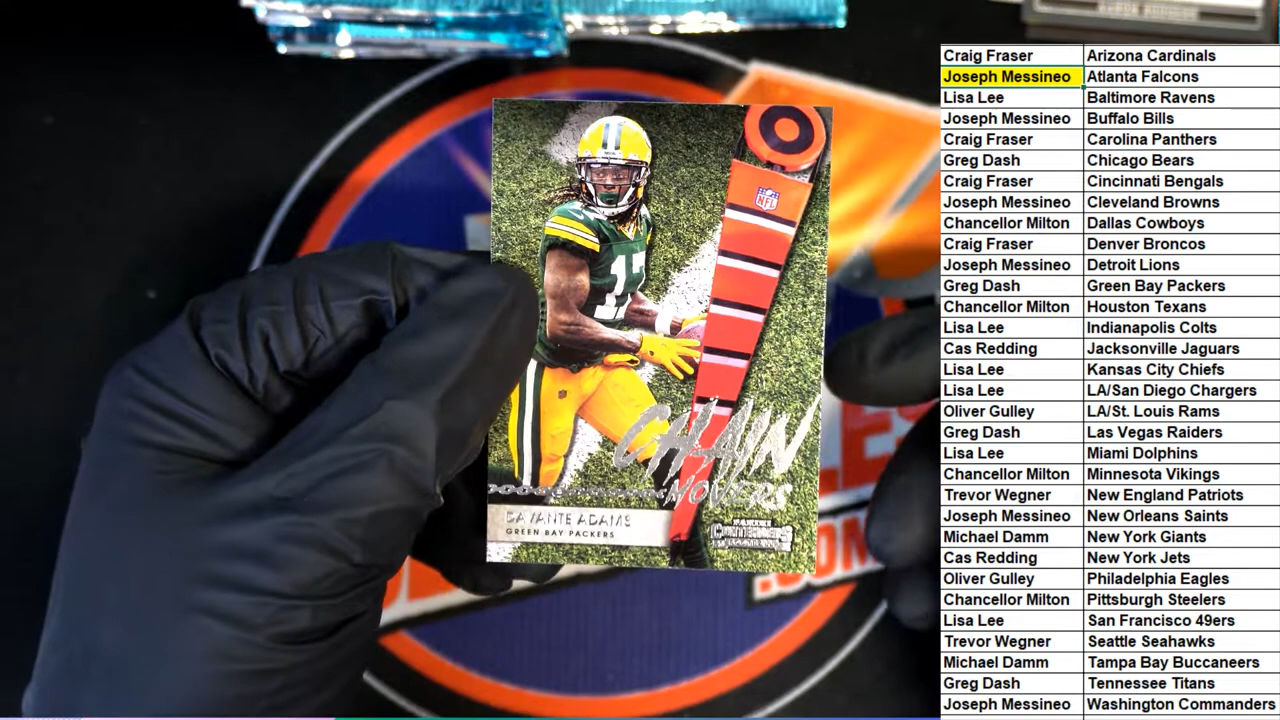 NFL
17
CHAIN
MOVERS
DAVANTE ADAMS
GREEN BAY PACKERS
PANINI
CONTENDERS
.COM
Craig Fraser Arizona Cardinals
Joseph Messineo Atlanta Falcons
Lisa Lee Baltimore Ravens
Joseph Messineo Buffalo Bills
Craig Fraser Carolina Panthers
Greg Dash Chicago Bears
Craig Fraser Cincinnati Bengals
Joseph Messineo Cleveland Browns
Chancellor Milton Dallas Cowboys
Craig Fraser Denver Broncos
Joseph Messineo Detroit Lions
Greg Dash Green Bay Packers
Chancellor Milton Houston Texans
Lisa Lee Indianapolis Colts
Cas Redding Jacksonville Jaguars
Lisa Lee Kansas City Chiefs
Lisa Lee LA/San Diego Chargers
Oliver Gulley LA/St. Louis Rams
Greg Dash Las Vegas Raiders
Lisa Lee Miami Dolphins
Chancellor Milton Minnesota Vikings
Trevor Wegner New England Patriots
Joseph Messineo New Orleans Saints
Michael Damm New York Giants
Cas Redding New York Jets
Oliver Gulley Philadelphia Eagles
Chancellor Milton Pittsburgh Steelers
Lisa Lee San Francisco 49ers
Trevor Wegner Seattle Seahawks
Michael Damm Tampa Bay Buccaneers
Greg Dash Tennessee Titans
Joseph Messineo Washington Commanders